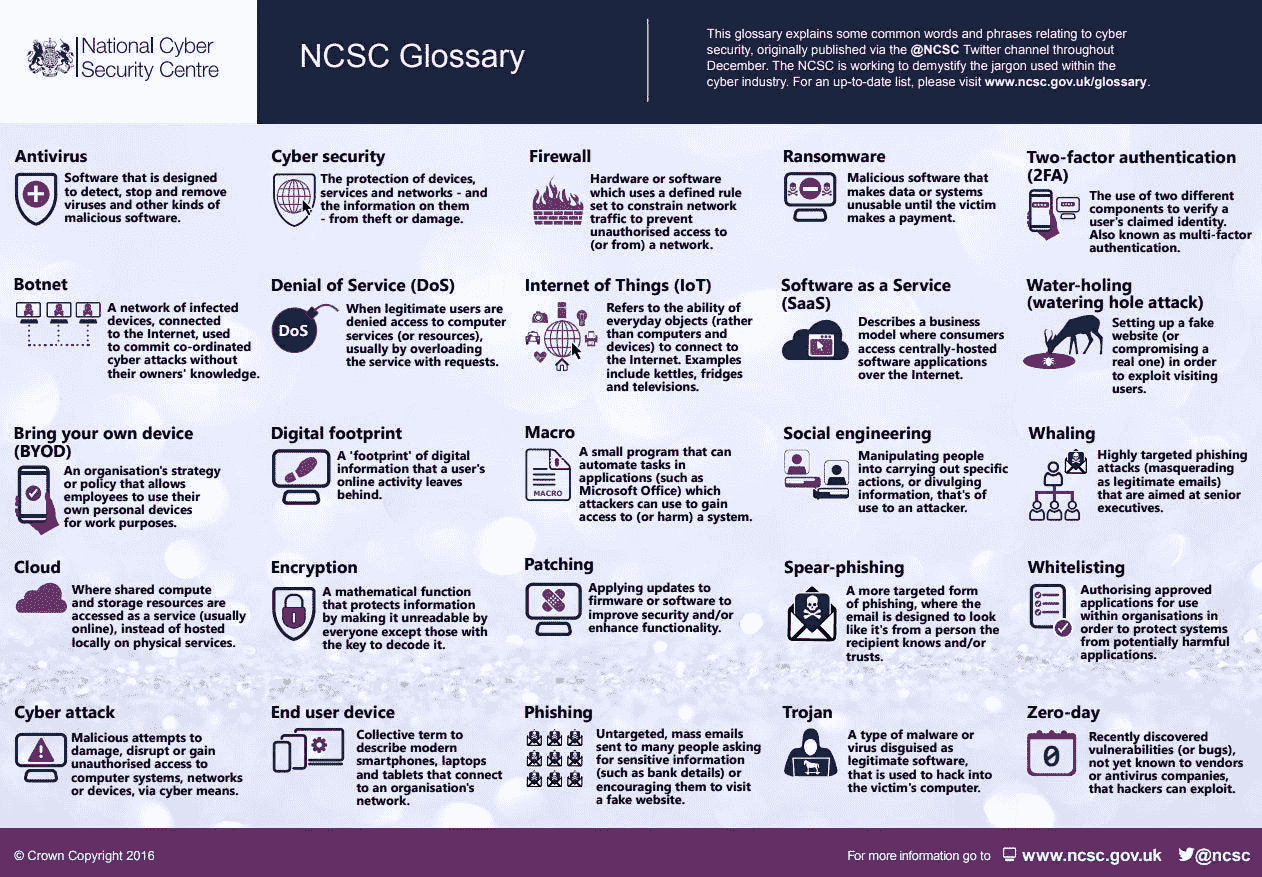 National Cyber
Security Centre
NCSC Glossary
This glossary explains some common words and phrases relating to cyber
security, originally published via the @NCSC Twitter channel throughout
December. The NCSC is working to demystify the jargon used within the
cyber industry. For an up-to-date list, please visit www.ncsc.gov.uk/glossary.
Antivirus
Software that is designed
to detect, stop and remove
viruses and other kinds of
malicious software.
Botnet
A network of infected
devices, connected
to the Internet, used
to commit co-ordinated
cyber attacks without
their owners' knowledge.
Bring your own device
(BYOD)
An organisation's strategy
or policy that allows
employees to use their
own personal devices
for work purposes.
Cloud
Where shared compute
and storage resources are
accessed as a service (usually
online), instead of hosted
locally on physical services.
Cyber attack
Malicious attempts to
damage, disrupt or gain
unauthorised access to
computer systems, networks
or devices, via cyber means.
Cyber security
The protection of devices,
services and networks - and
the information on them
- from theft or damage.
Denial of Service (DoS)
DoS
When legitimate users are
denied access to computer
services (or resources),
usually by overloading
the service with requests.
Digital footprint
A 'footprint' of digital
information that a user's
online activity leaves
behind.
Encryption
A mathematical function
that protects information
by making it unreadable by
everyone except those with
the key to decode it.
End user device
Collective term to
describe modern
smartphones, laptops
and tablets that connect
to an organisation's
network.
Firewall
Hardware or software
which uses a defined rule
set to constrain network
traffic to prevent
unauthorised access to
(or from) a network.
Internet of Things (IoT)
Refers to the ability of
everyday objects (rather
than computers and
devices) to connect to
the Internet. Examples
include kettles, fridges
and televisions.
Macro
MACRO
A small program that can
automate tasks in
applications (such as
Microsoft Office) which
attackers can use to gain
access to (or harm) a system.
Patching
Applying updates to
firmware or software to
improve security and/or
enhance functionality.
Phishing
Untargeted, mass emails
sent to many people asking
for sensitive information
(such as bank details) or
encouraging them to visit
a fake website.
Ransomware
Malicious software that
makes data or systems
unusable until the victim
makes a payment.
Software as a Service
(SaaS)
Describes a business
model where consumers
access centrally-hosted
software applications
over the Internet.
Social engineering
Manipulating people
into carrying out specific
actions, or divulging
information, that's of
use to an attacker.
Spear-phishing
A more targeted form
of phishing, where the
email is designed to look
like it's from a person the
recipient knows and/or
trusts.
Trojan
A type of malware or
virus disguised as
legitimate software,
that is used to hack into
the victim's computer.
Two-factor authentication
(2FA)
The use of two different
components to verify a
user's claimed identity.
Also known as multi-factor
authentication.
Water-holing
(watering hole attack)
Setting up a fake
website (or
compromising a
real one) in order
to exploit visiting
users.
Whaling
Highly targeted phishing
attacks (masquerading
as legitimate emails)
that are aimed at senior
executives.
Whitelisting
Authorising approved
applications for use
within organisations in
order to protect systems
from potentially harmful
applications.
Zero-day
0
Recently discovered
vulnerabilities (or bugs),
not yet known to vendors
or antivirus companies,
that hackers can exploit.
© Crown Copyright 2016
For more information go to www.ncsc.gov.uk @ncsc